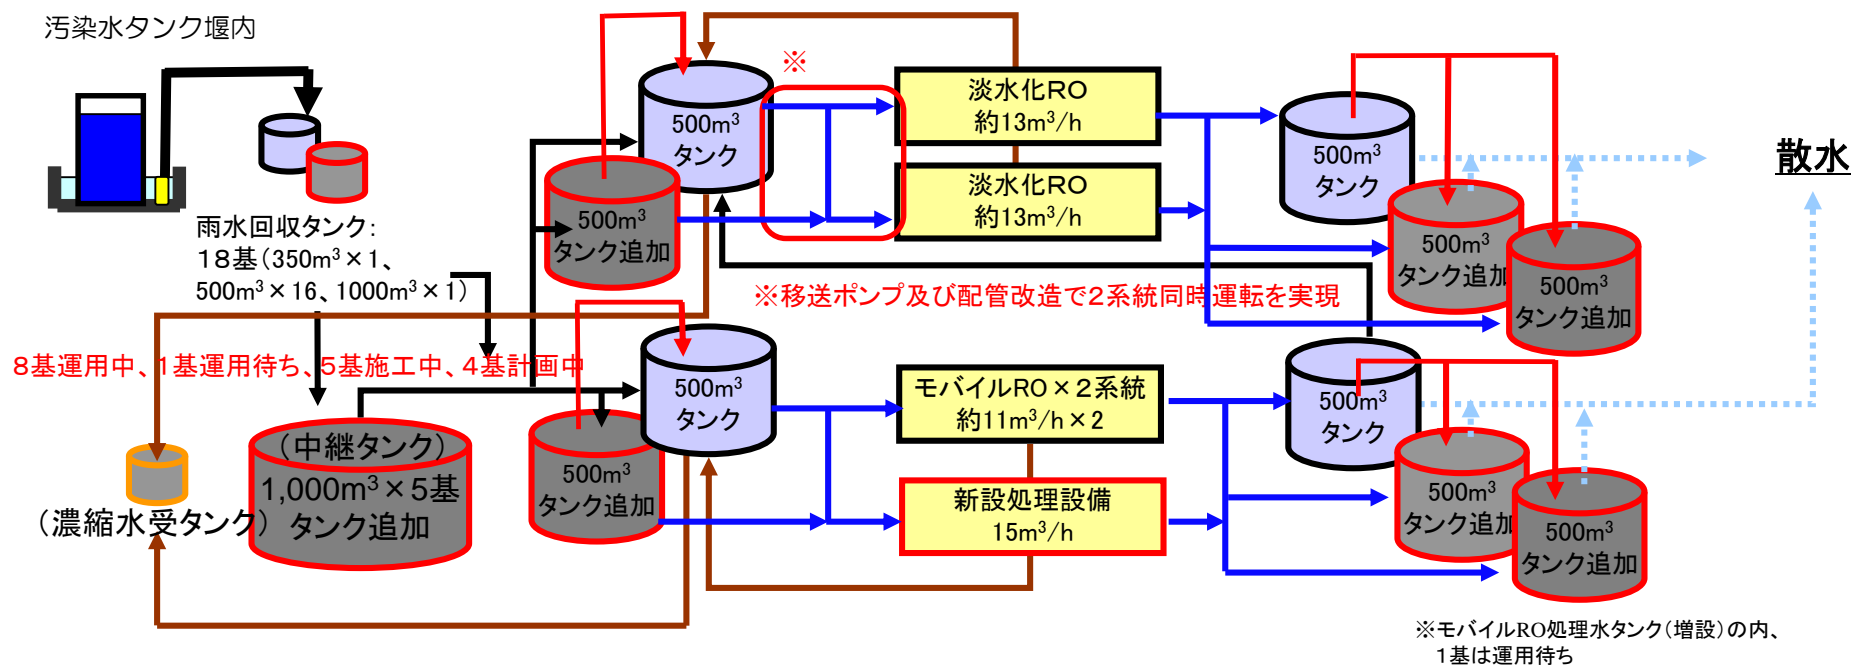 汚染水タンク堰内
雨水回収タンク:
18基(350m³×1、
500m³×16、1000m³×1)
8基運用中、1基運用待ち、5基施工中、4基計画中
(濃縮水受タンク)
(中継タンク)
1,000m³×5基
タンク追加
500m³
タンク
500m³
タンク追加
※
淡水化RO
約13m³/h
淡水化RO
約13m³/h
500m³
タンク
500m³
タンク追加
500m³
タンク追加
散水
※移送ポンプ及び配管改造で2系統同時運転を実現
500m³
タンク
500m³
タンク追加
モバイルRO×2系統
約11m³/h×2
新設処理設備
15m³/h
500m³
タンク
500m³
タンク追加
500m³
タンク追加
※モバイルRO処理水タンク(増設)の内、
1基は運用待ち